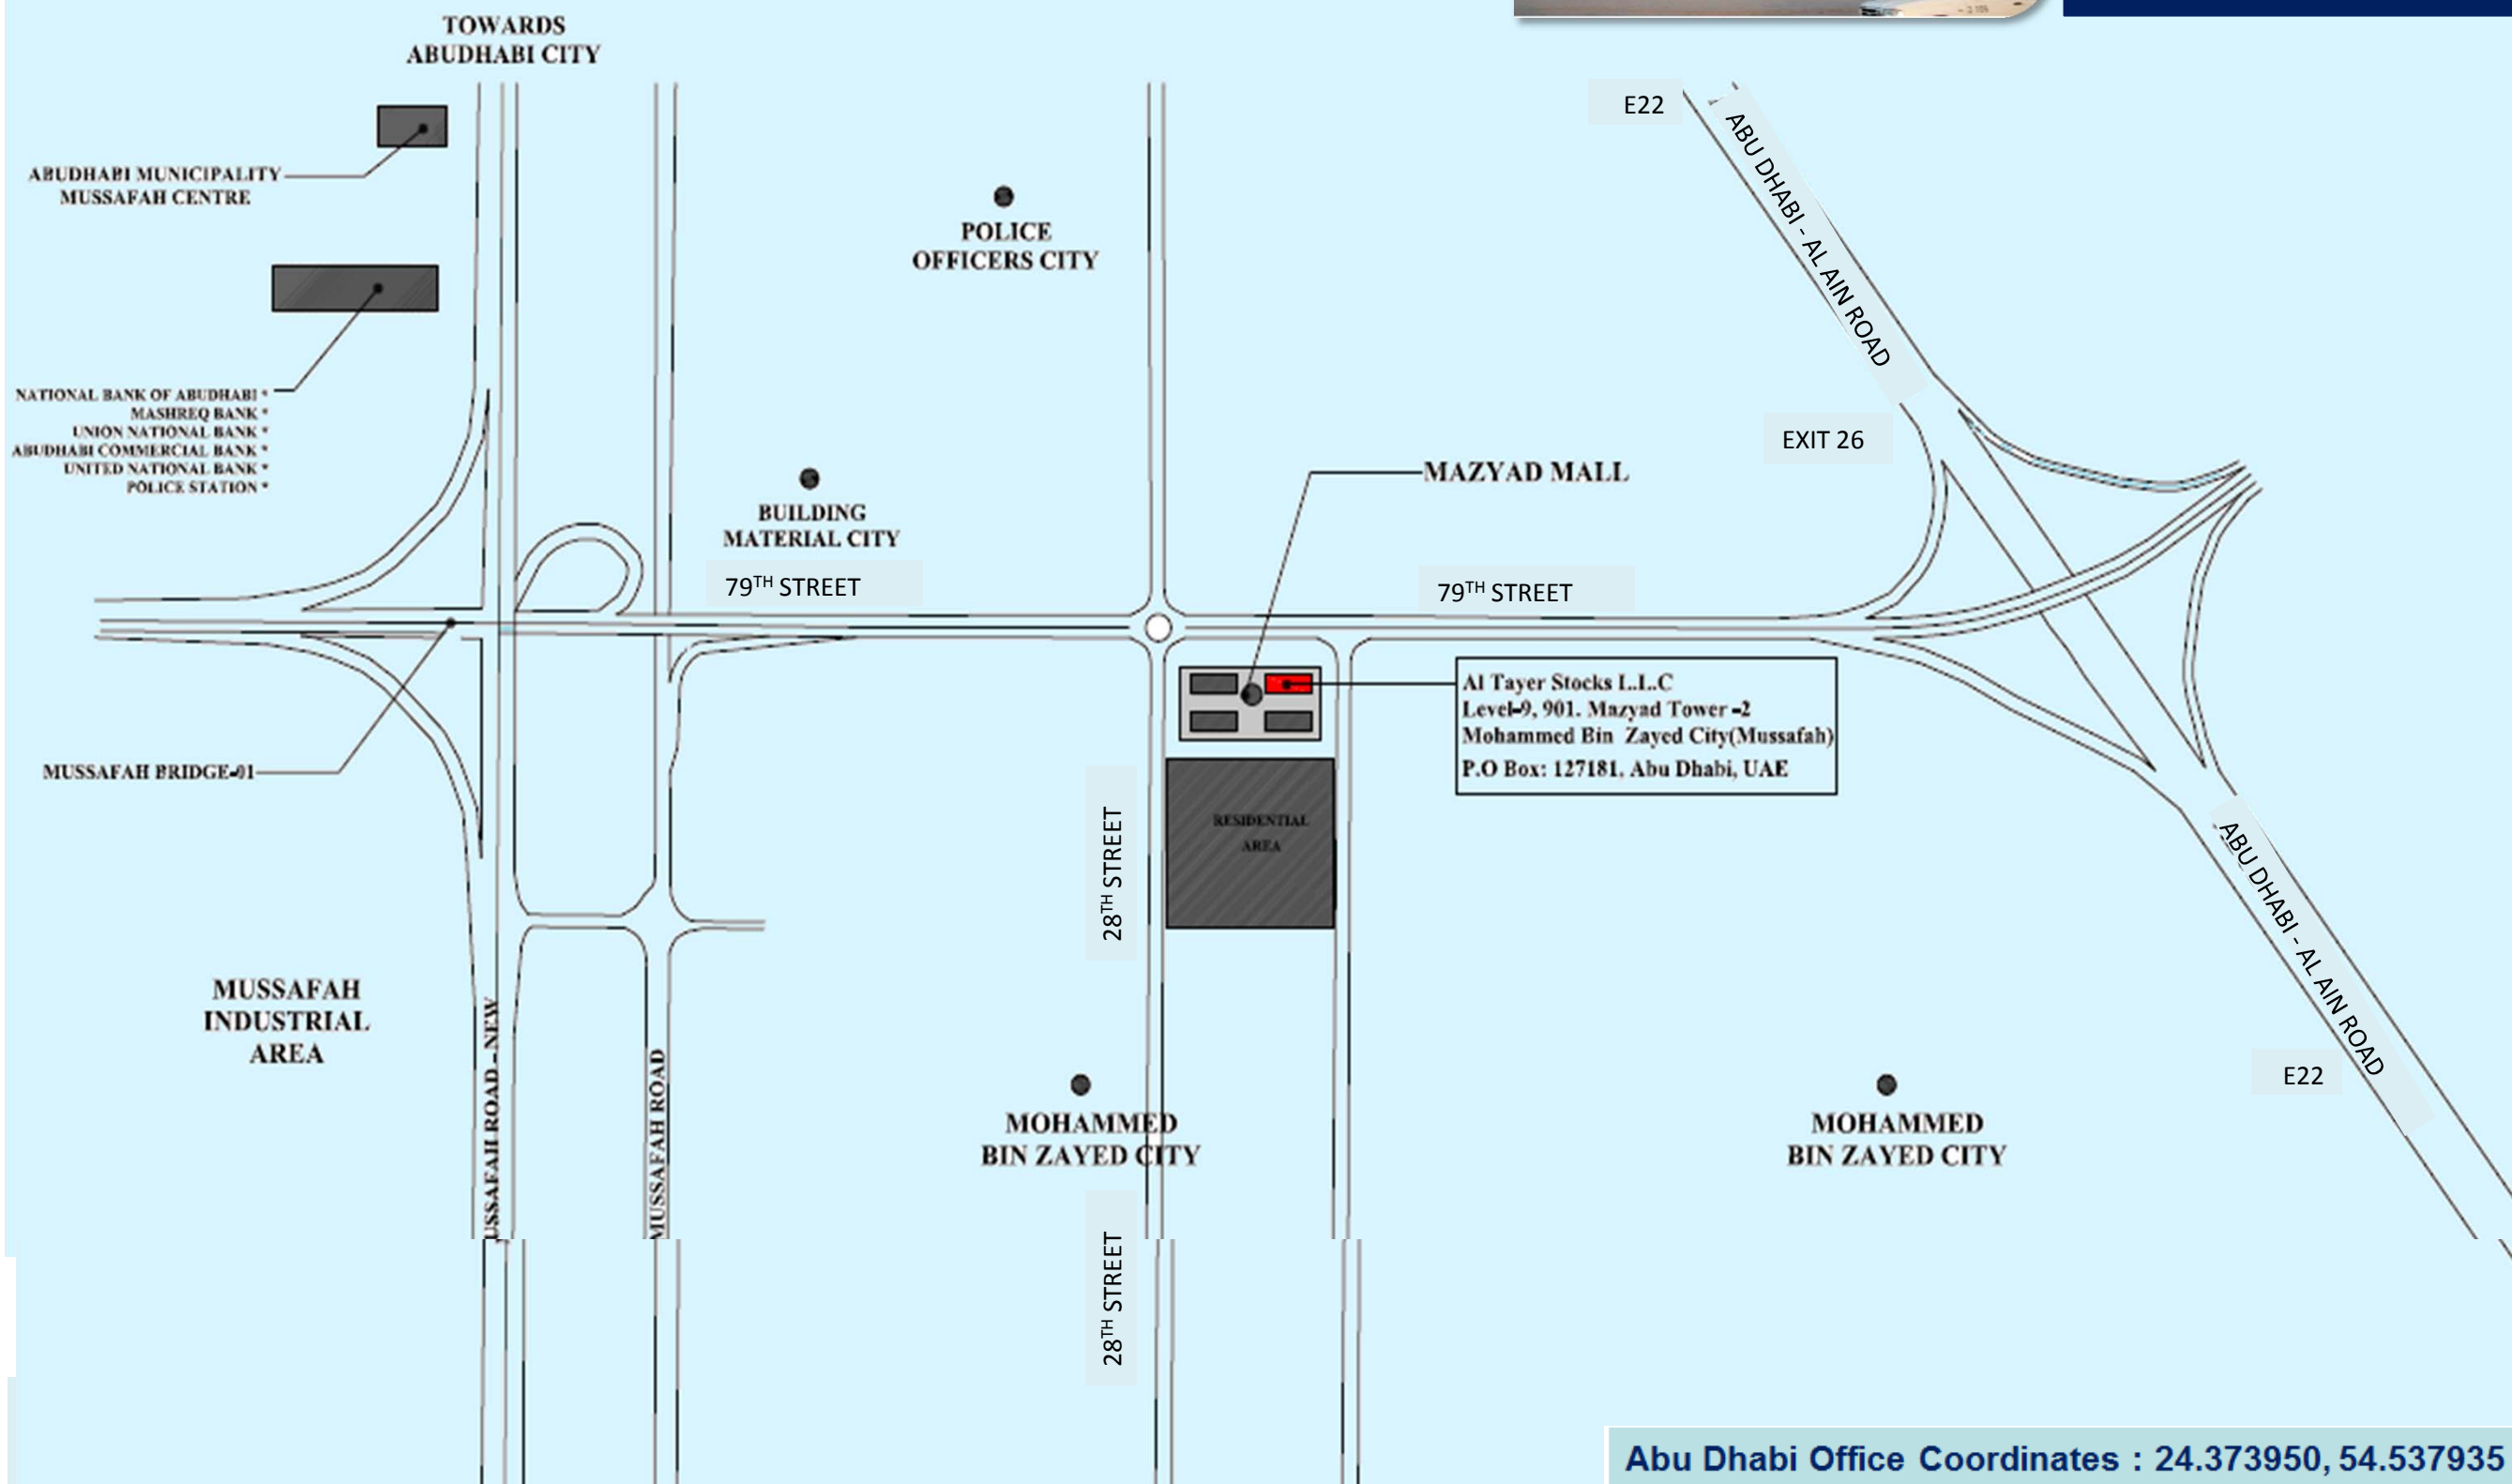 TOWARDS
ABUDHABI CITY
E22
ABU DHABI - AL AIN ROAD
ABUDHABI MUNICIPALITY
MUSSAFAH CENTRE
POLICE
OFFICERS CITY
NATIONAL BANK OF ABUDHABI *
MASHREQ BANK *
UNION NATIONAL BANK *
ABUDHABI COMMERCIAL BANK *
UNITED NATIONAL BANK *
POLICE STATION *
EXIT 26
MAZYAD MALL
BUILDING
MATERIAL CITY
79TH STREET
79TH STREET
Al Tayer Stocks L.L.C
Level-9, 901. Mazyad Tower -2
Mohammed Bin Zayed City(Mussafah)
P.O Box: 127181, Abu Dhabi, UAE
MUSSAFAH BRIDGE-01
RESIDENTIAL
AREA
28TH STREET
ABU DHABI - AL AIN ROAD
MUSSAFAH
INDUSTRIAL
AREA
USSAFAH ROAD - NEW
MUSSAFAH ROAD
E22
MOHAMMED
BIN ZAYED CITY
MOHAMMED
BIN ZAYED CITY
28TH STREET
Abu Dhabi Office Coordinates : 24.373950, 54.537935